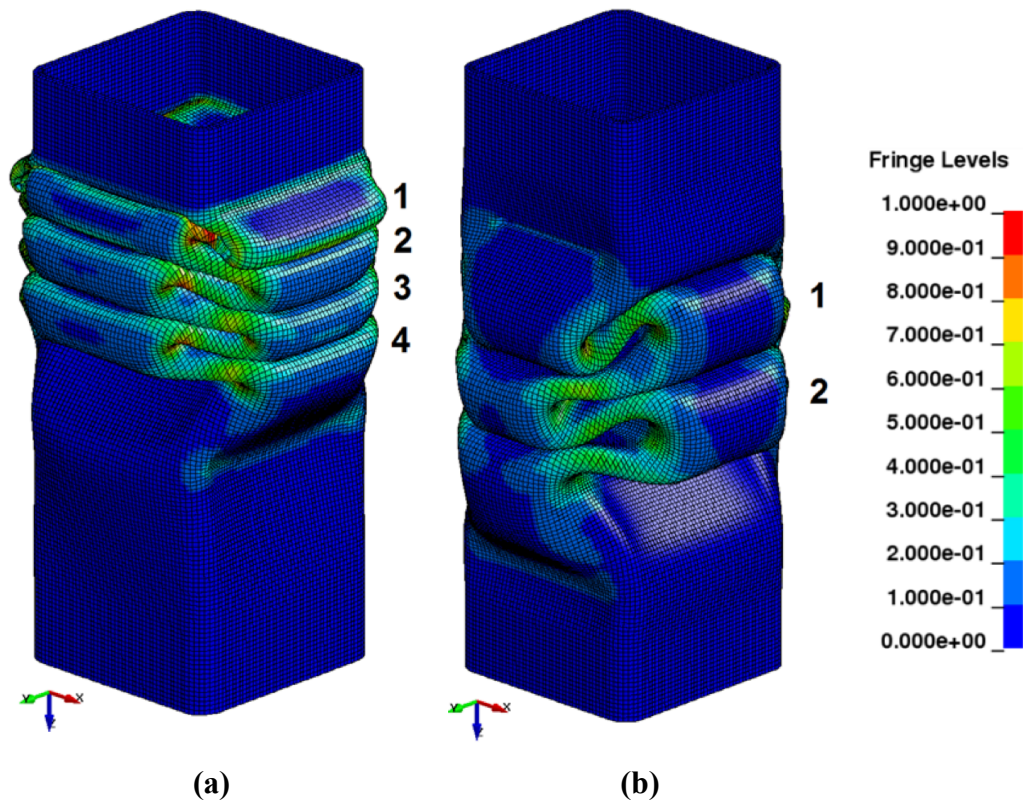 1
2
3
4
1
2
Fringe Levels
1.000e+00
9.000e-01
8.000e-01
7.000e-01
6.000e-01
5.000e-01
4.000e-01
3.000e-01
2.000e-01
1.000e-01
0.000e+00
Y X
Z
Y X
Z
(a)
(b)